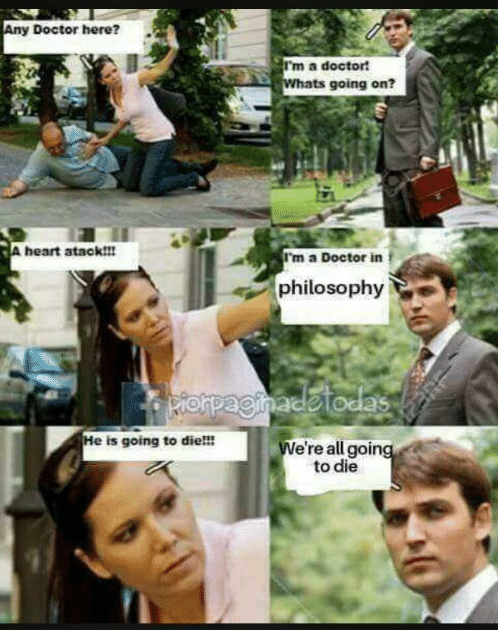 Any Doctor here?
I'm a doctor!
Whats going on?
A heart atack!!!
I'm a Doctor in
philosophy
piorpaginadetodas
He is going to die!!!
We're all going
to die